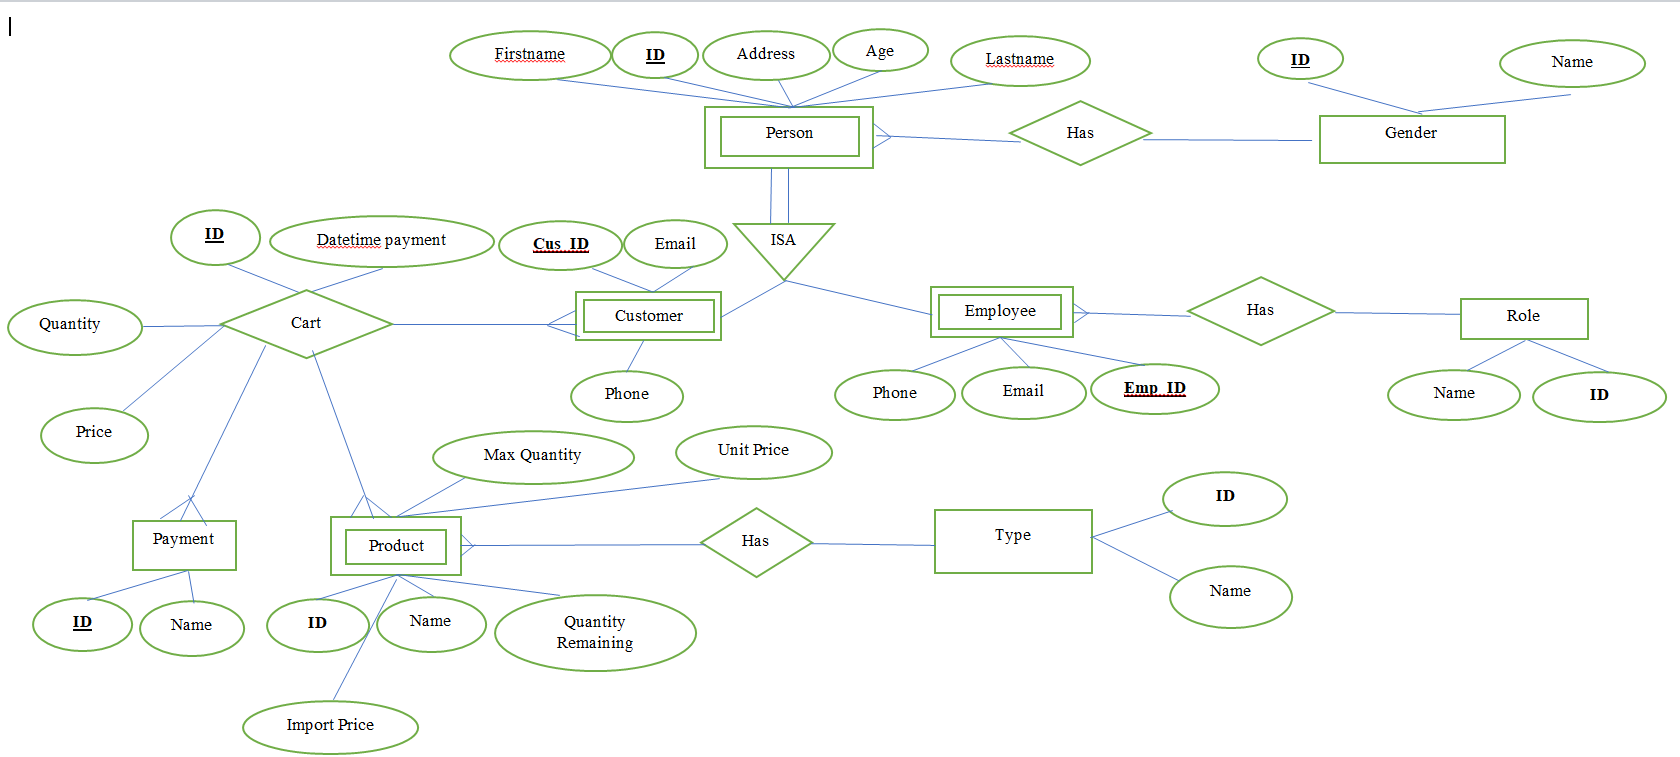 Firstname
ID
Address
Age
Lastname
ID
Name
Person
Has
Gender
ID
Datetime payment
Cus_ID
Email
ISA
Quantity
Cart
Customer
Employee
Has
Role
Price
Phone
Phone
Email
Emp_ID
Name
ID
Max Quantity
Unit Price
ID
Payment
Product
Has
Type
Name
ID
Name
ID
Name
Quantity
Remaining
Import Price